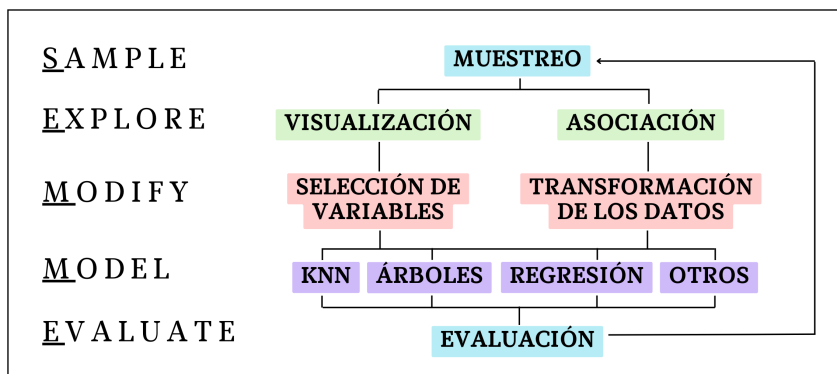 SAMPLE
MUESTREO
EXPLORE
VISUALIZACIÓN
ASOCIACIÓN
MODIFY
SELECCIÓN DE
VARIABLES
TRANSFORMACIÓN
DE LOS DATOS
MODEL
KNN
ÁRBOLES
REGRESIÓN
OTROS
EVALUATE
EVALUACIÓN